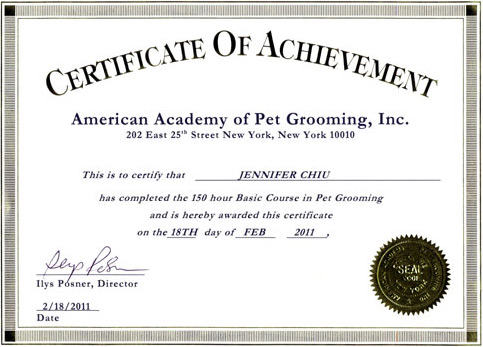 CERTIFICATE OF ACHIEVEMENT
American Academy of Pet Grooming, Inc.
202 East 25th Street New York, New York 10010
This is to certify that JENNIFER CHIU
has completed the 150 hour Basic Course in Pet Grooming
and is hereby awarded this certificate
on the 18TH day of FEB 2011 ,
Ilys Posner
Ilys Posner, Director
2/18/2011
Date
SEAL
2001